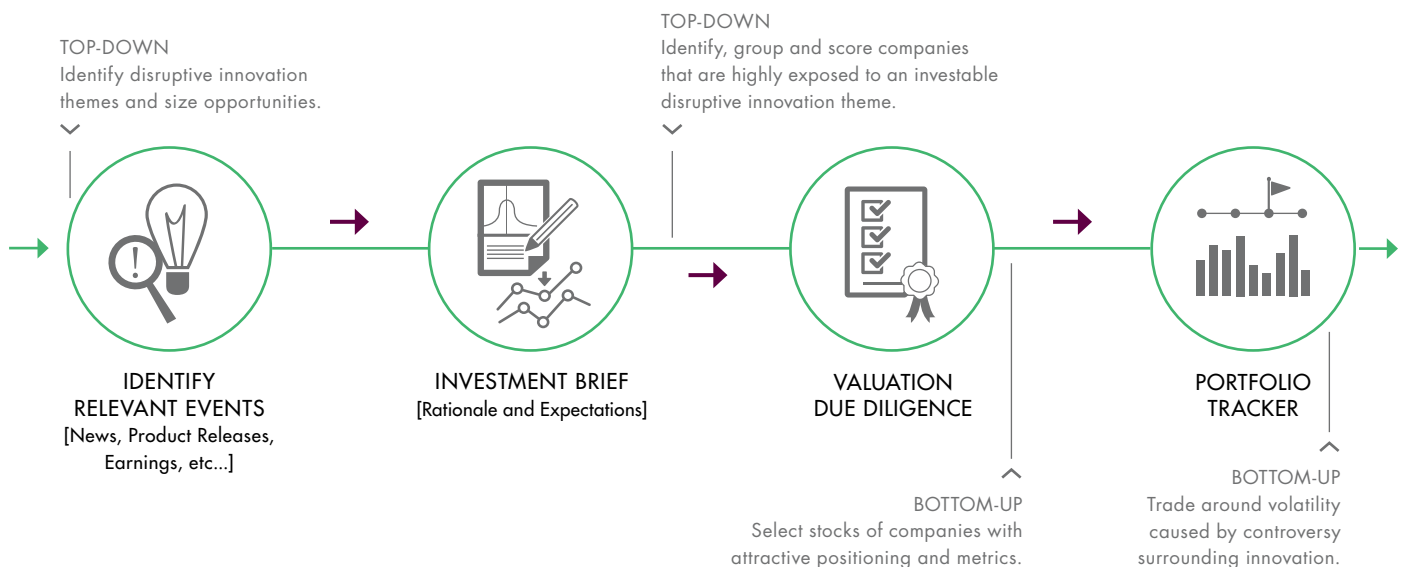 TOP-DOWN
Identify disruptive innovation
themes and size opportunities.
TOP-DOWN
Identify, group and score companies
that are highly exposed to an investable
disruptive innovation theme.
IDENTIFY
RELEVANT EVENTS
[News, Product Releases,
Earnings, etc...]
INVESTMENT BRIEF
[Rationale and Expectations]
VALUATION
DUE DILIGENCE
PORTFOLIO
TRACKER
BOTTOM-UP
Select stocks of companies with
attractive positioning and metrics.
BOTTOM-UP
Trade around volatility
caused by controversy
surrounding innovation.